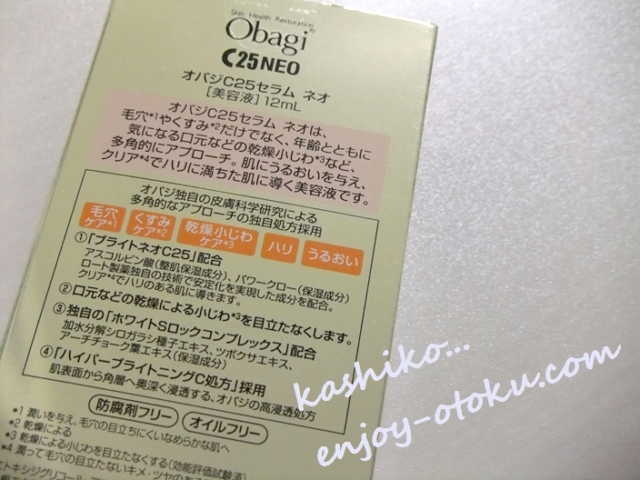 Skin Health Restoration®
Obagi
C25NEO
オバジC25セラム ネオ
[美容液] 12mL
オバジC25セラム ネオは、
毛穴*1やくすみ*2だけでなく、年齢とともに
気になる口元などの乾燥小じわ*3など、
多角的にアプローチ。肌にうるおいを与え、
クリア*4でハリに満ちた肌に導く美容液です。
オバジ独自の皮膚科学研究による
多角的なアプローチの独自処方採用
毛穴ケア*1 くすみケア*2 乾燥小じわケア*3 ハリ うるおい
①「ブライトネオC25」配合
アスコルビン酸(整肌保湿成分)、パワークロー(保湿成分)
ロート製薬独自の技術で安定化を実現した成分を配合。
クリア*4でハリのある肌に導きます。
②口元などの乾燥による小じわ*3を目立たなくします。
③独自の「ホワイトSロックコンプレックス」配合
加水分解シロガラシ種子エキス、ツボクサエキス、
アーチチョーク葉エキス(保湿成分)
④「ハイパーブライトニングC処方」採用
肌表面から角層へ奥深く浸透する、オバジの高浸透処方
防腐剤フリー オイルフリー
*1 潤いを与え、毛穴の目立ちにくいなめらかな肌へ
*2 乾燥による
*3 乾燥による小じわを目立たなくする(効能評価試験済)
*4 潤って毛穴の目立たないキメ・ツヤのある
エトキシジグリコール
kashiko...
enjoy-otoku.com